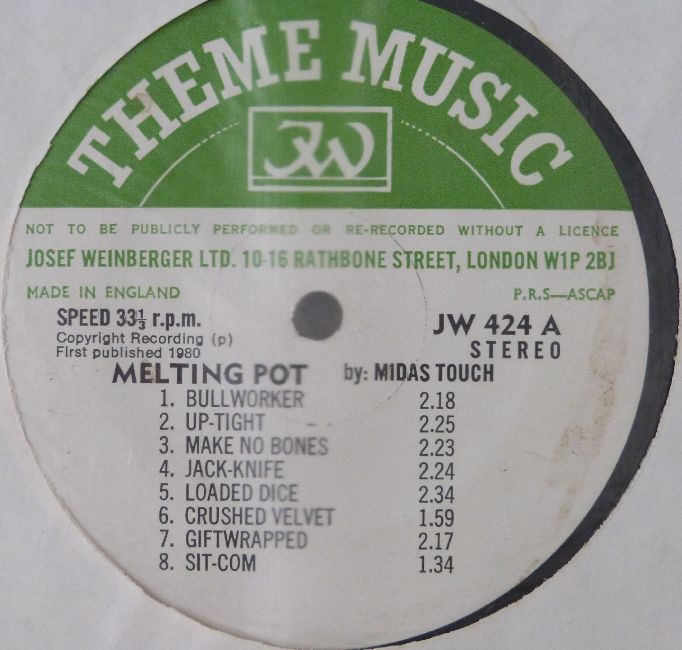 THEME MUSIC
JW
NOT TO BE PUBLICLY PERFORMED OR RE-RECORDED WITHOUT A LICENCE
JOSEF WEINBERGER LTD. 10-16 RATHBONE STREET, LONDON W1P 2BJ
MADE IN ENGLAND P.R.S—ASCAP
SPEED 33⅓ r.p.m. JW 424 A
Copyright Recording (p) STEREO
First published 1980
MELTING POT by: MIDAS TOUCH
1. BULLWORKER 2.18
2. UP-TIGHT 2.25
3. MAKE NO BONES 2.23
4. JACK-KNIFE 2.24
5. LOADED DICE 2.34
6. CRUSHED VELVET 1.59
7. GIFTWRAPPED 2.17
8. SIT-COM 1.34